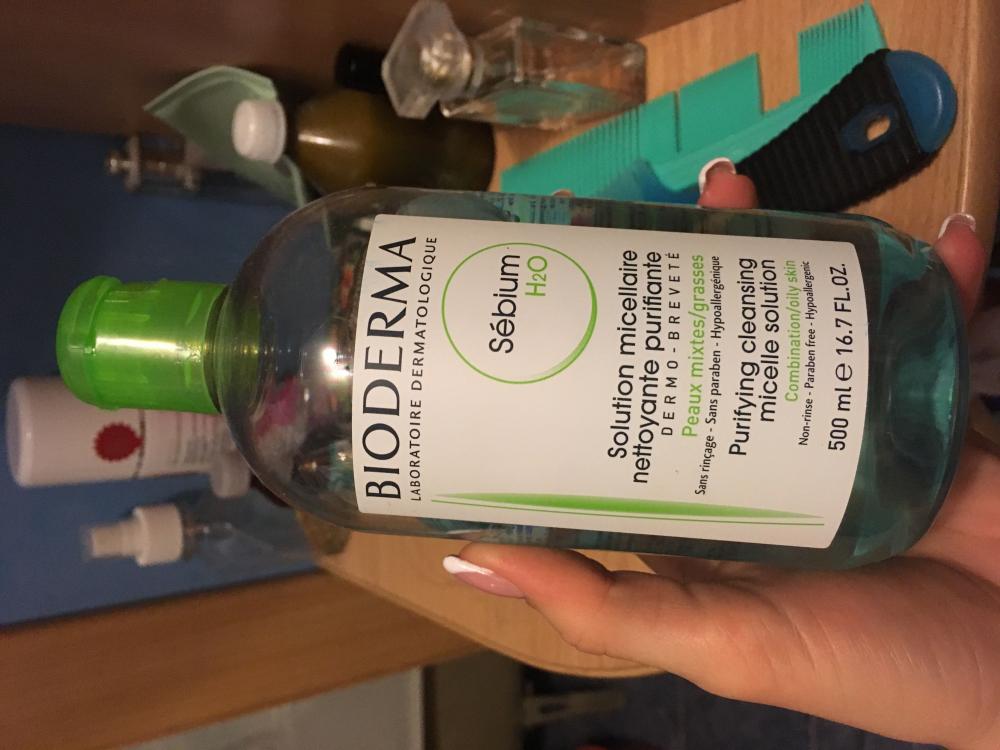 BIODERMA
LABORATOIRE DERMATOLOGIQUE
Sébium
H2O
Solution micellaire
nettoyante purifiante
DERMO-BREVETÉ
Peaux mixtes/grasses
Sans rinçage - Sans paraben - Hypoallergénique
Purifying cleansing
micelle solution
Combination/oily skin
Non-rinse - Paraben free - Hypoallergenic
500 ml e 16.7 FL.OZ.